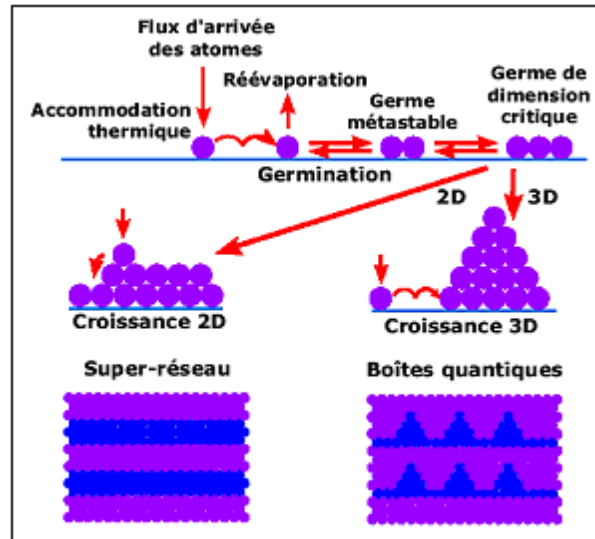 Flux d'arrivée
des atomes
Réévaporation
Accommodation
thermique
Germe
métastable
Germe de
dimension
critique
Germination
2D
3D
Croissance 2D
Croissance 3D
Super-réseau
Boîtes quantiques